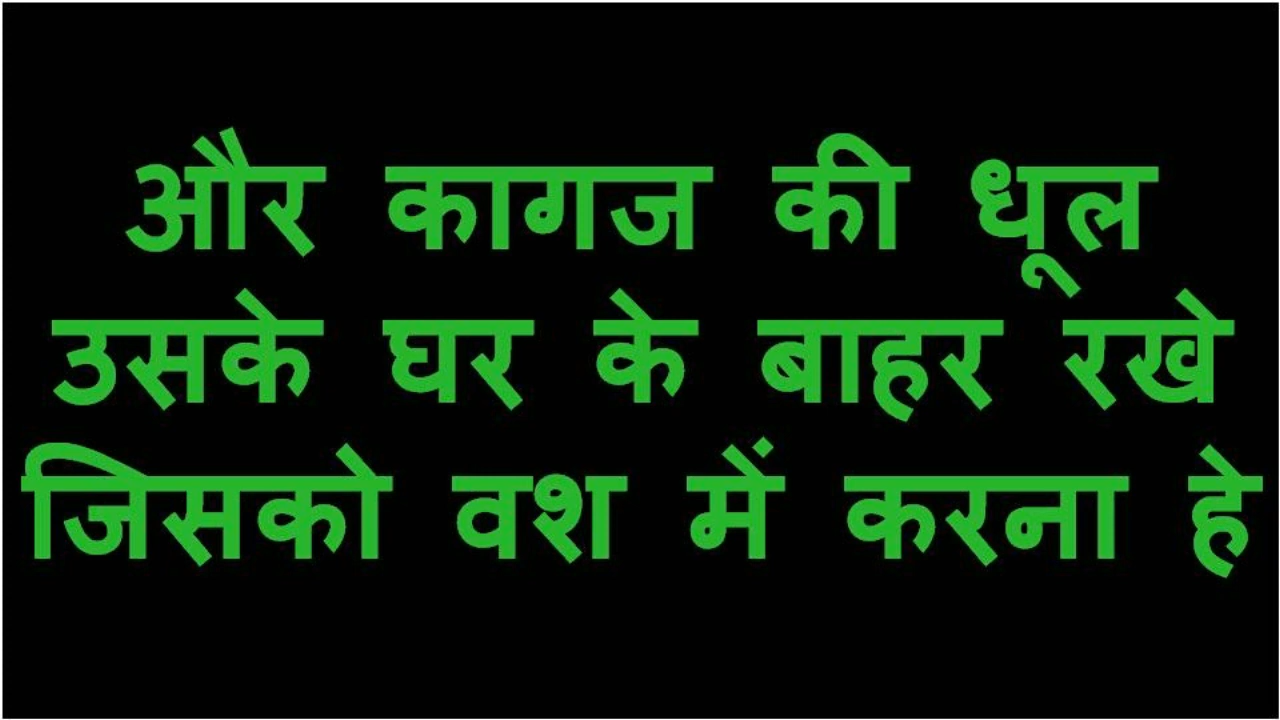 और कागज की धूल
उसके घर के बाहर रखे
जिसको वश में करना हे